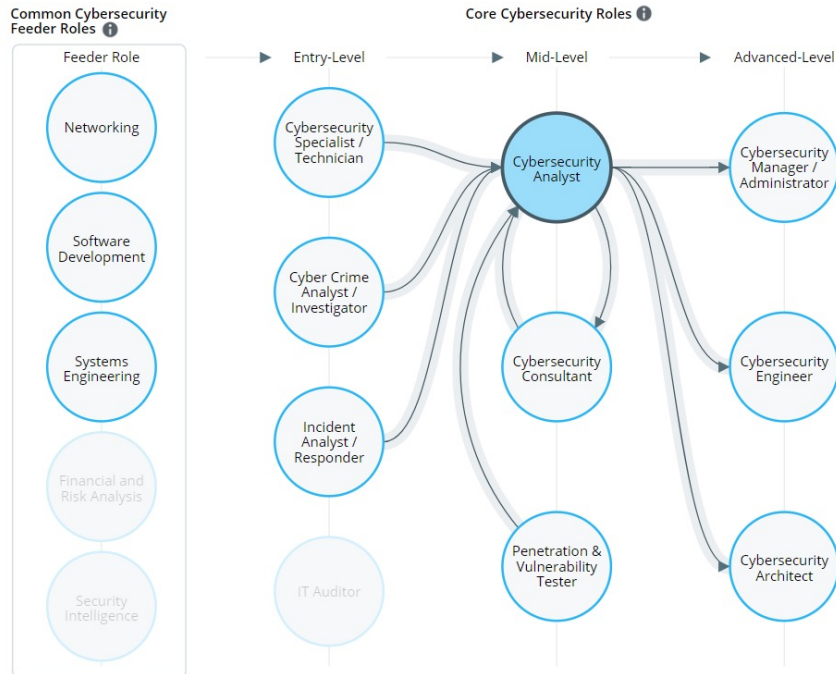 Common Cybersecurity
Feeder Roles
Core Cybersecurity Roles
Feeder Role
Entry-Level
Mid-Level
Advanced-Level
Networking
Software
Development
Systems
Engineering
Financial and
Risk Analysis
Security
Intelligence
Cybersecurity
Specialist /
Technician
Cyber Crime
Analyst /
Investigator
Incident
Analyst /
Responder
IT Auditor
Cybersecurity
Analyst
Cybersecurity
Consultant
Penetration &
Vulnerability
Tester
Cybersecurity
Manager /
Administrator
Cybersecurity
Engineer
Cybersecurity
Architect